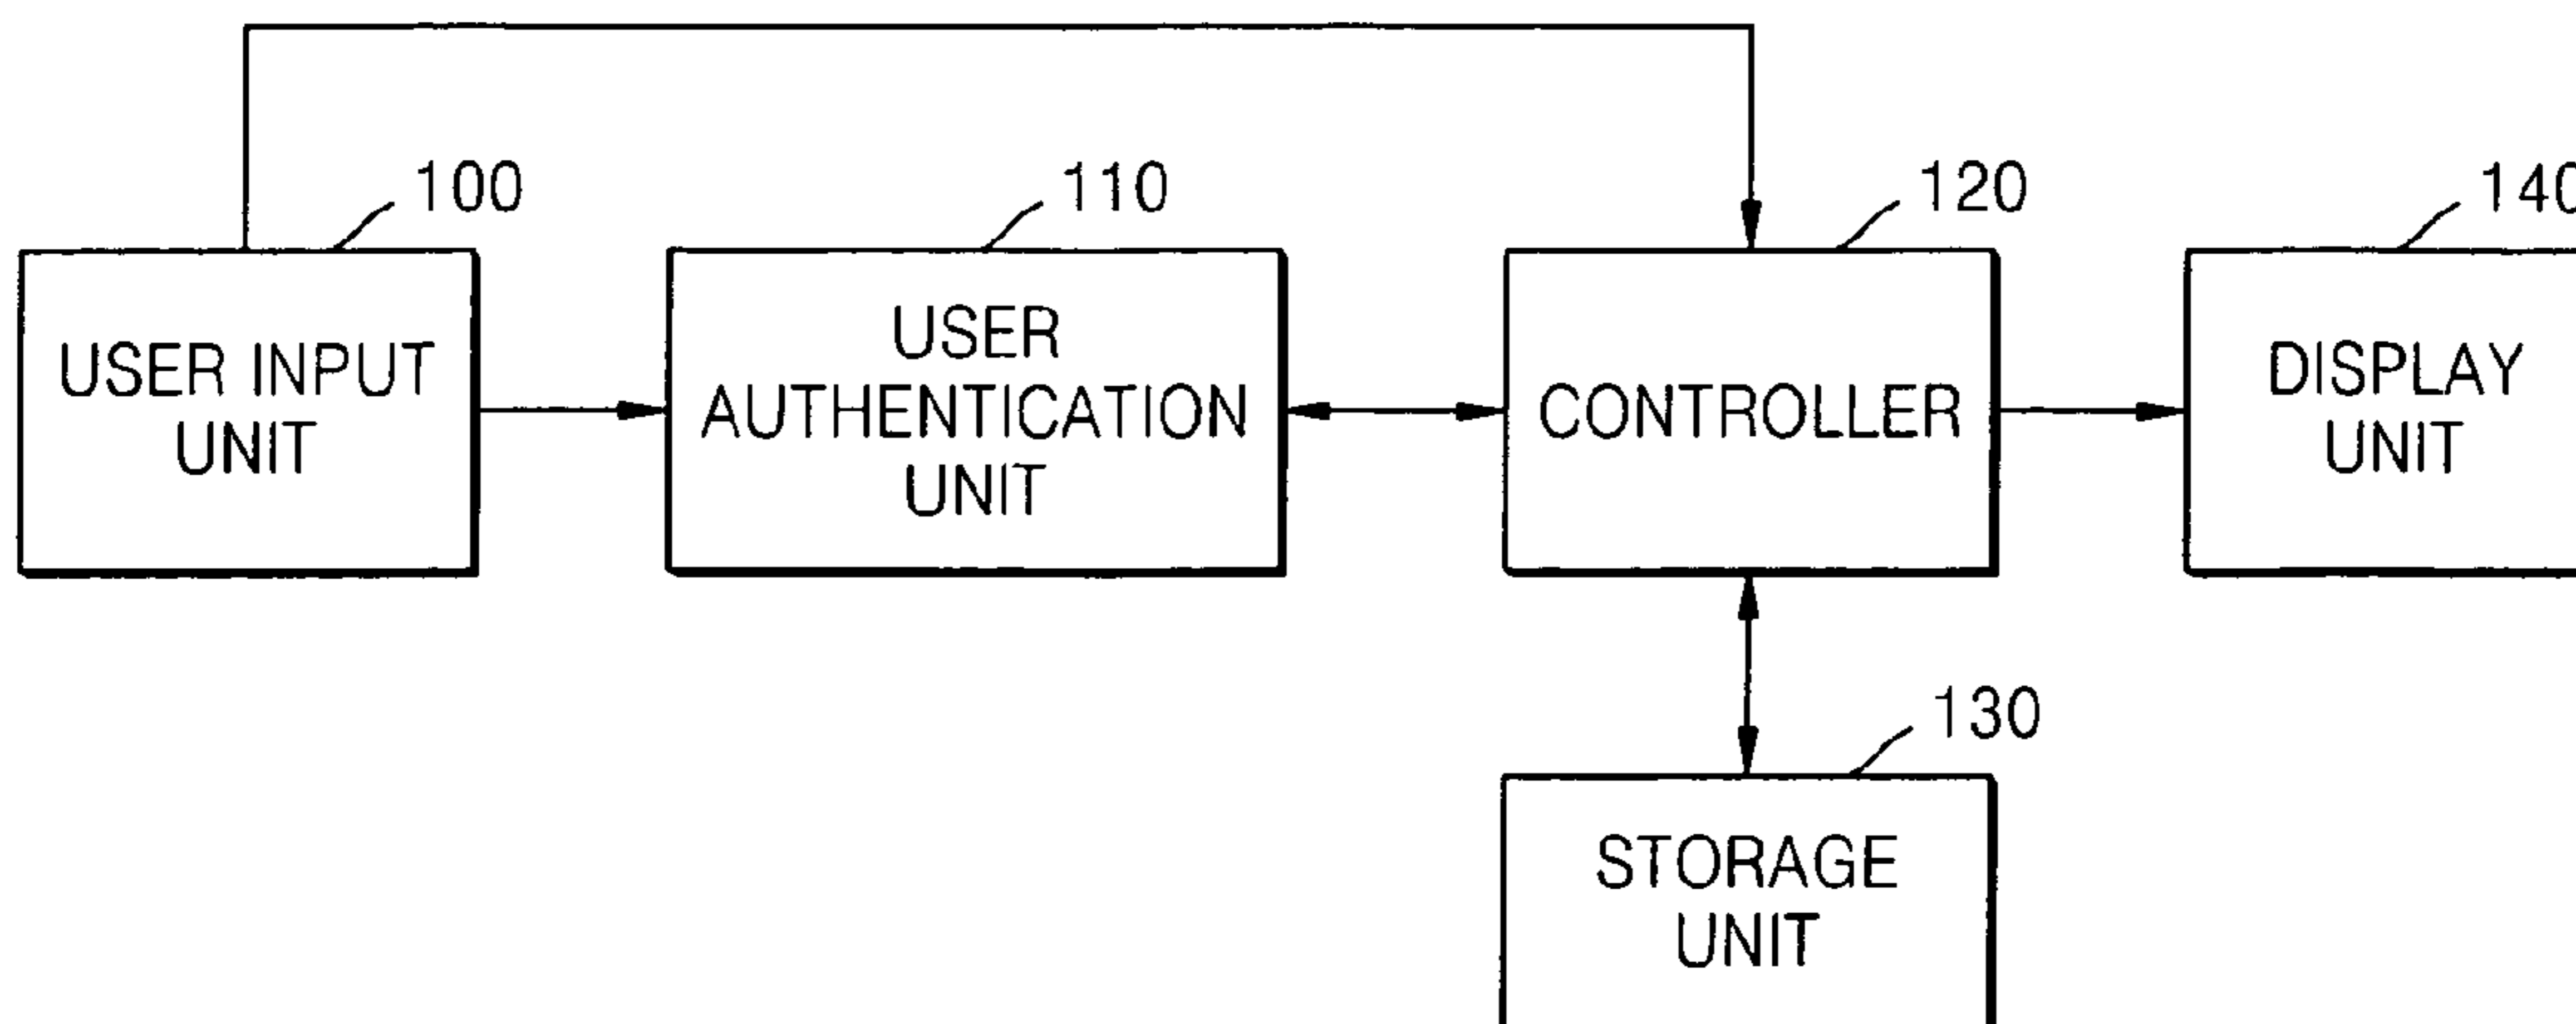 100
110
120
140
USER INPUT
UNIT
USER
AUTHENTICATION
UNIT
CONTROLLER
DISPLAY
UNIT
130
STORAGE
UNIT